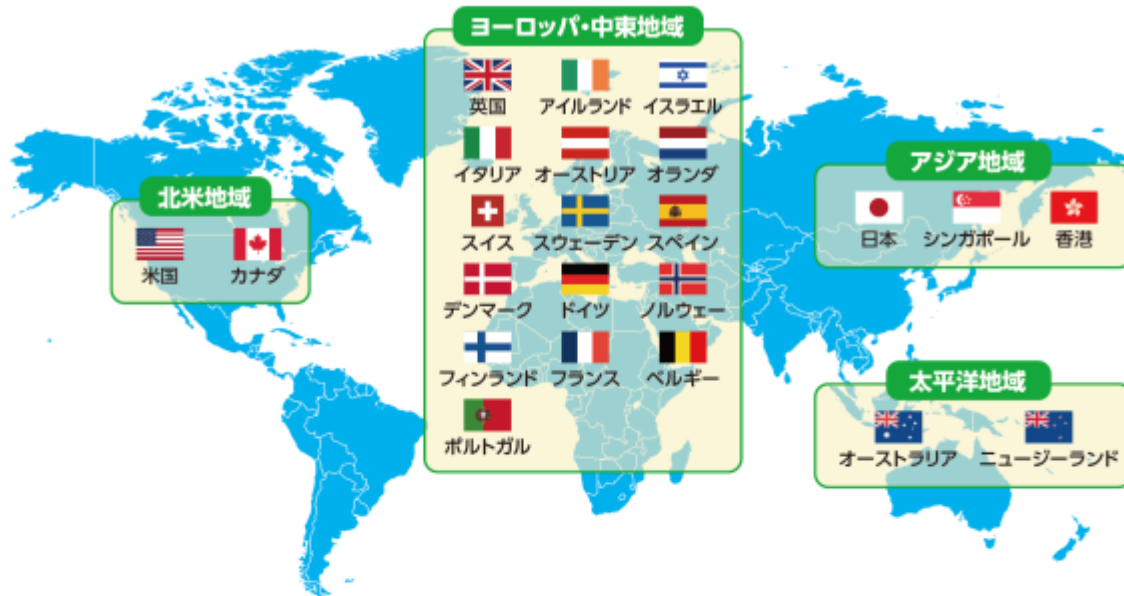 ヨーロッパ・中東地域
英国 アイルランド イスラエル
イタリア オーストリア オランダ
スイス スウェーデン スペイン
デンマーク ドイツ ノルウェー
フィンランド フランス ベルギー
ポルトガル
北米地域
米国 カナダ
アジア地域
日本 シンガポール 香港
太平洋地域
オーストラリア ニュージーランド